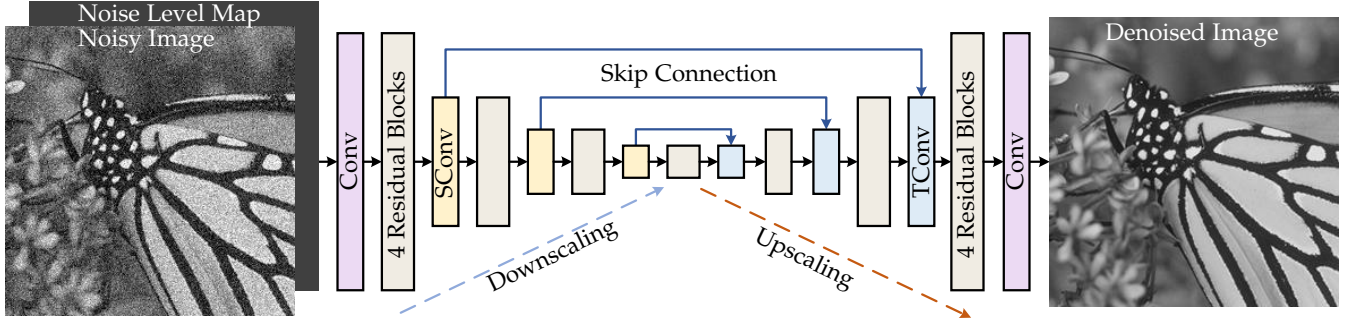 Noise Level Map
Noisy Image
Conv
4 Residual Blocks
SConv
Skip Connection
Downscaling
Upscaling
TConv
4 Residual Blocks
Conv
Denoised Image